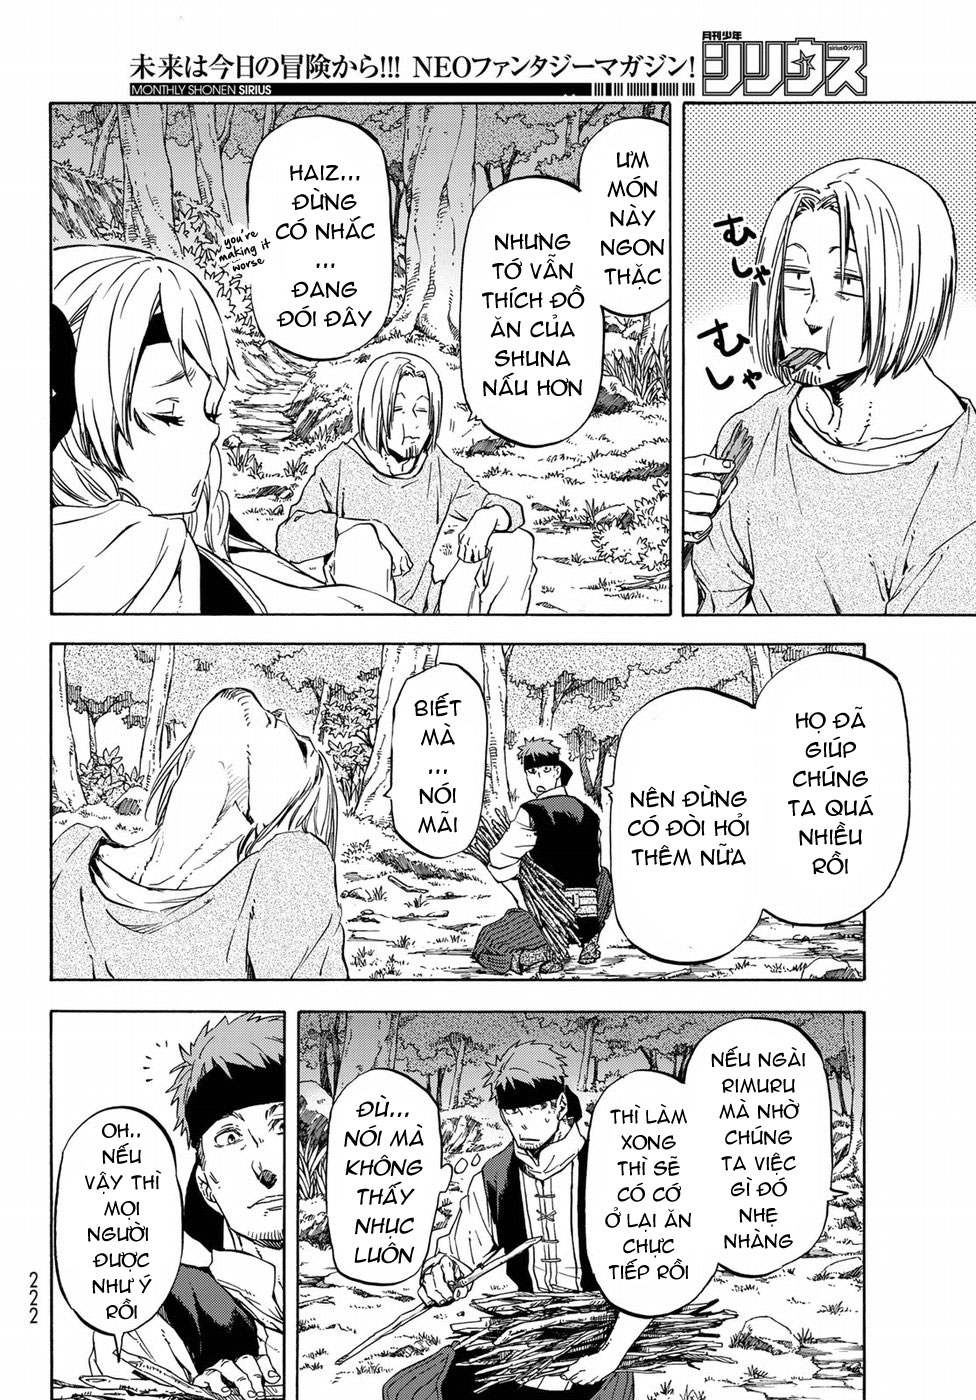 未来は今日の冒険から!!! NEOファンタジーマガジン!
月刊少年
シリウス
MONTHLY SHONEN SIRIUS
むしゃ
むしゃ
ƯM
MÓN
NÀY
NGON
THẶC
NHƯNG
TỚ VẪN
THÍCH ĐỒ
ĂN CỦA
SHUNA
NẤU HƠN
HAIZ...
ĐỪNG
CÓ NHẮC
...
ĐANG
ĐÓI ĐÂY
you're
making it
worse
HỌ ĐÃ
GIÚP
CHÚNG
TA QUÁ
NHIỀU
RỒI
NÊN ĐỪNG
CÓ ĐÒI HỎI
THÊM NỮA
BIẾT
MÀ
...
NÓI
MÃI
NẾU NGÀI
RIMURU
MÀ NHỜ
CHÚNG
TA VIỆC
GÌ ĐÓ
NHẸ
NHÀNG
THÌ LÀM
XONG
THÌ SẼ
CÓ CỚ
Ở LẠI ĂN
CHỰC
TIẾP RỒI
ĐÙ...
NÓI MÀ
KHÔNG
THẤY
NHỤC
LUÔN
OH..
NẾU
VẬY THÌ
MỌI
NGƯỜI
ĐƯỢC
NHƯ Ý
RỒI
222